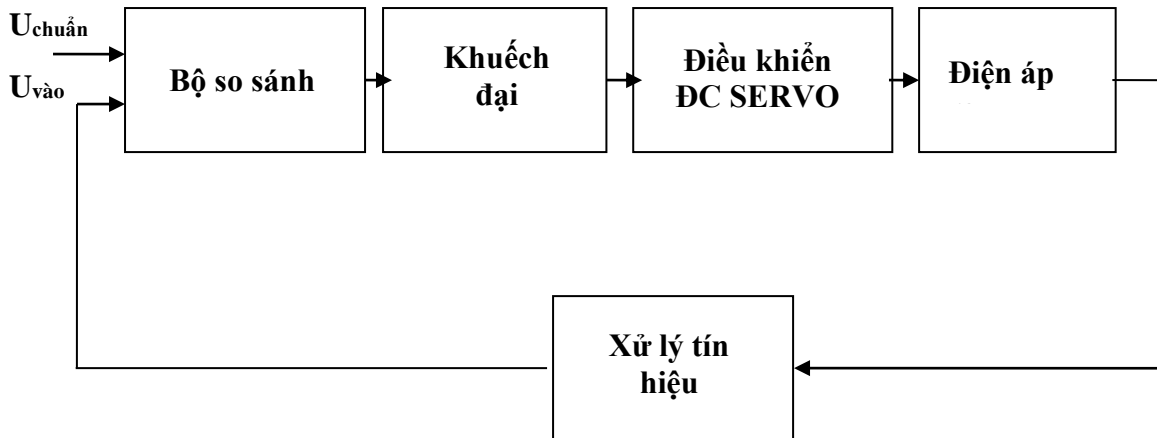 Uchuẩn
Uvào
Bộ so sánh
Khuếch
đại
Điều khiển
ĐC SERVO
Điện áp
Xử lý tín
hiệu